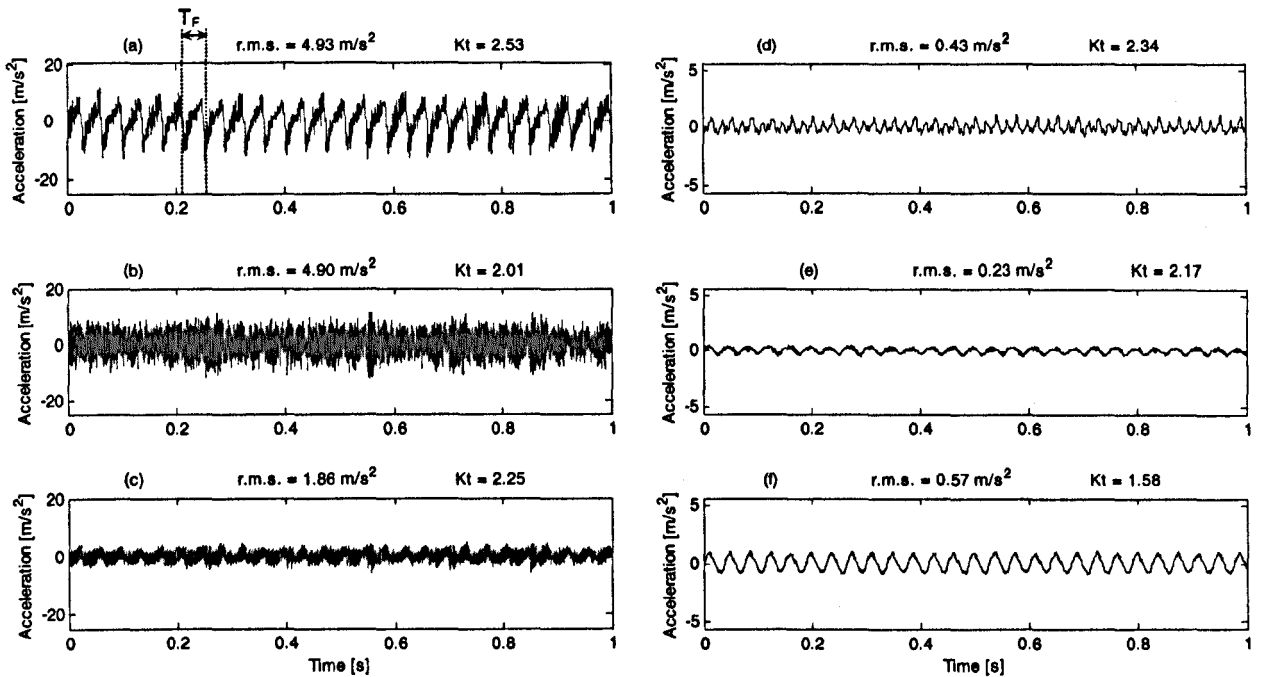 T_F
(a) r.m.s. = 4.93 m/s² Kt = 2.53
Acceleration [m/s²]
20
0
-20
0 0.2 0.4 0.6 0.8 1
(b) r.m.s. = 4.90 m/s² Kt = 2.01
Acceleration [m/s²]
20
0
-20
0 0.2 0.4 0.6 0.8 1
(c) r.m.s. = 1.86 m/s² Kt = 2.25
Acceleration [m/s²]
20
0
-20
0 0.2 0.4 0.6 0.8 1
Time [s]
(d) r.m.s. = 0.43 m/s² Kt = 2.34
Acceleration [m/s²]
5
0
-5
0 0.2 0.4 0.6 0.8 1
(e) r.m.s. = 0.23 m/s² Kt = 2.17
Acceleration [m/s²]
5
0
-5
0 0.2 0.4 0.6 0.8 1
(f) r.m.s. = 0.57 m/s² Kt = 1.58
Acceleration [m/s²]
5
0
-5
0 0.2 0.4 0.6 0.8 1
Time [s]